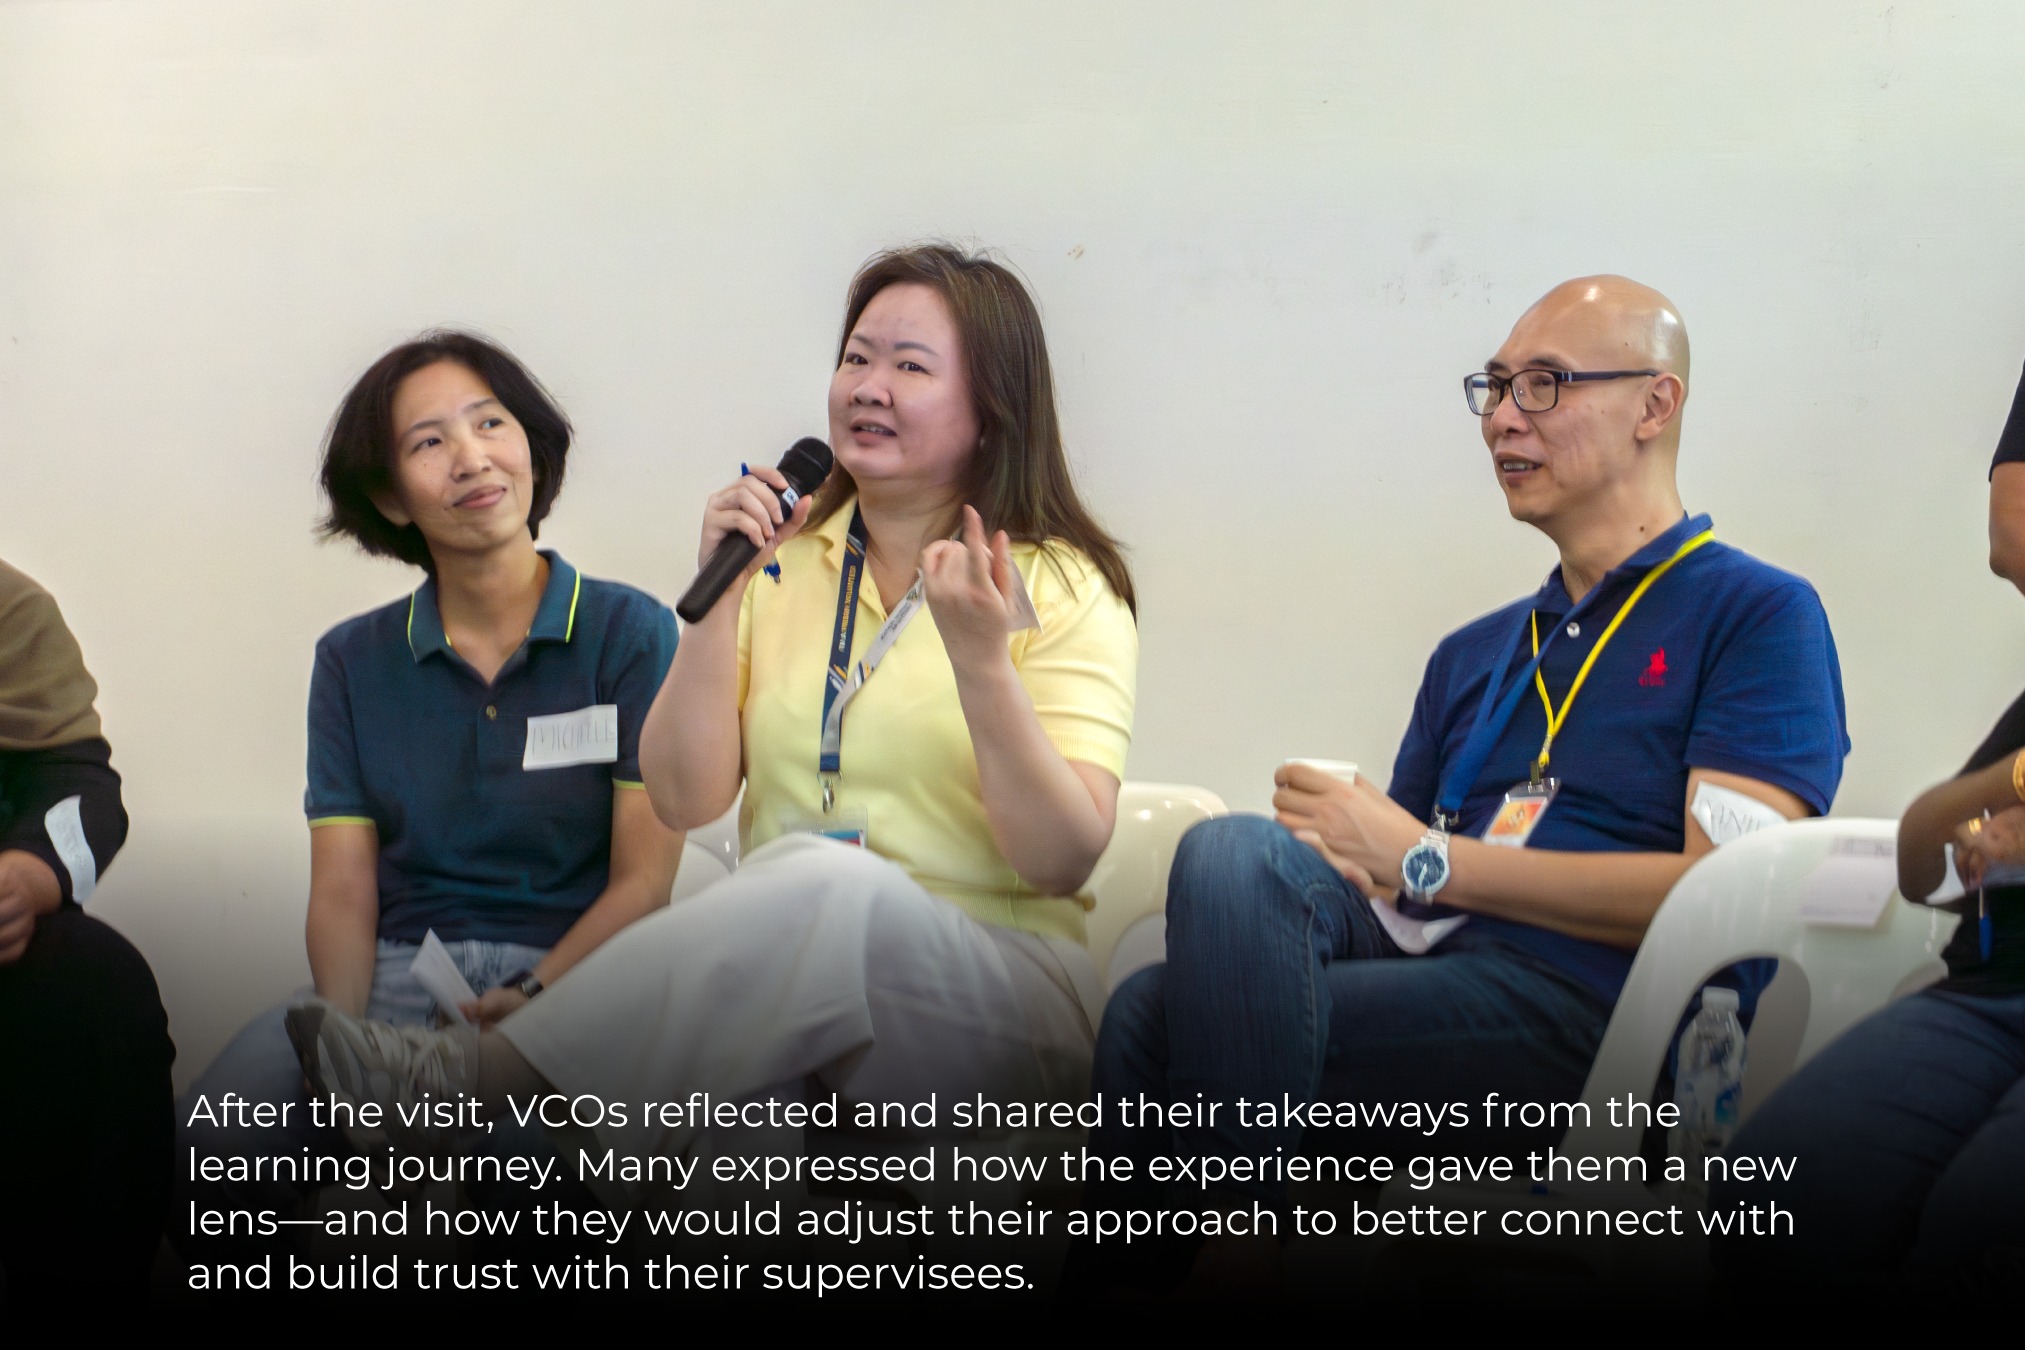 MICHELLE
After the visit, VCOs reflected and shared their takeaways from the
learning journey. Many expressed how the experience gave them a new
lens—and how they would adjust their approach to better connect with
and build trust with their supervisees.